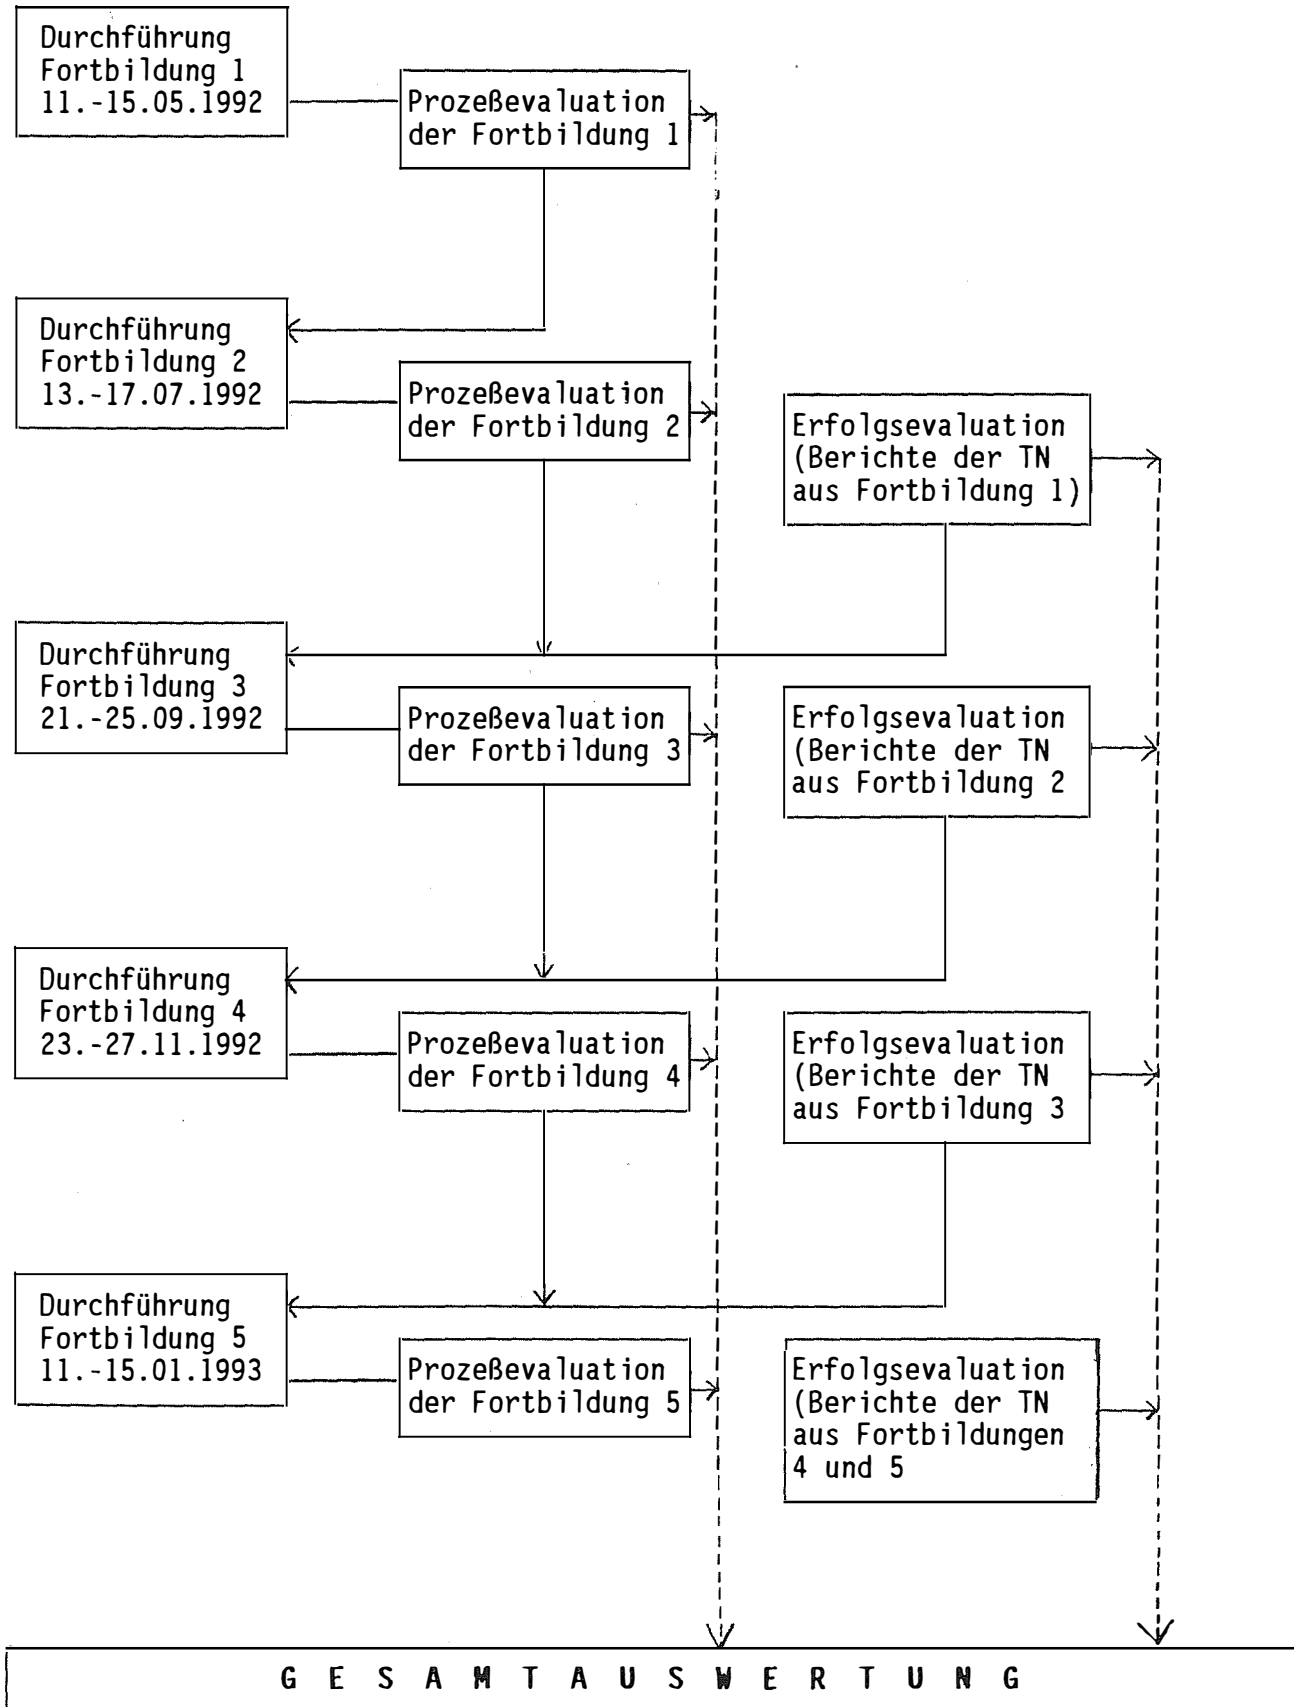 Durchführung
Fortbildung 1
11.-15.05.1992
Prozeßevaluation
der Fortbildung 1
Durchführung
Fortbildung 2
13.-17.07.1992
Prozeßevaluation
der Fortbildung 2
Erfolgsevaluation
(Berichte der TN
aus Fortbildung 1)
Durchführung
Fortbildung 3
21.-25.09.1992
Prozeßevaluation
der Fortbildung 3
Erfolgsevaluation
(Berichte der TN
aus Fortbildung 2
Durchführung
Fortbildung 4
23.-27.11.1992
Prozeßevaluation
der Fortbildung 4
Erfolgsevaluation
(Berichte der TN
aus Fortbildung 3
Durchführung
Fortbildung 5
11.-15.01.1993
Prozeßevaluation
der Fortbildung 5
Erfolgsevaluation
(Berichte der TN
aus Fortbildungen
4 und 5
G E S A M T A U S W E R T U N G